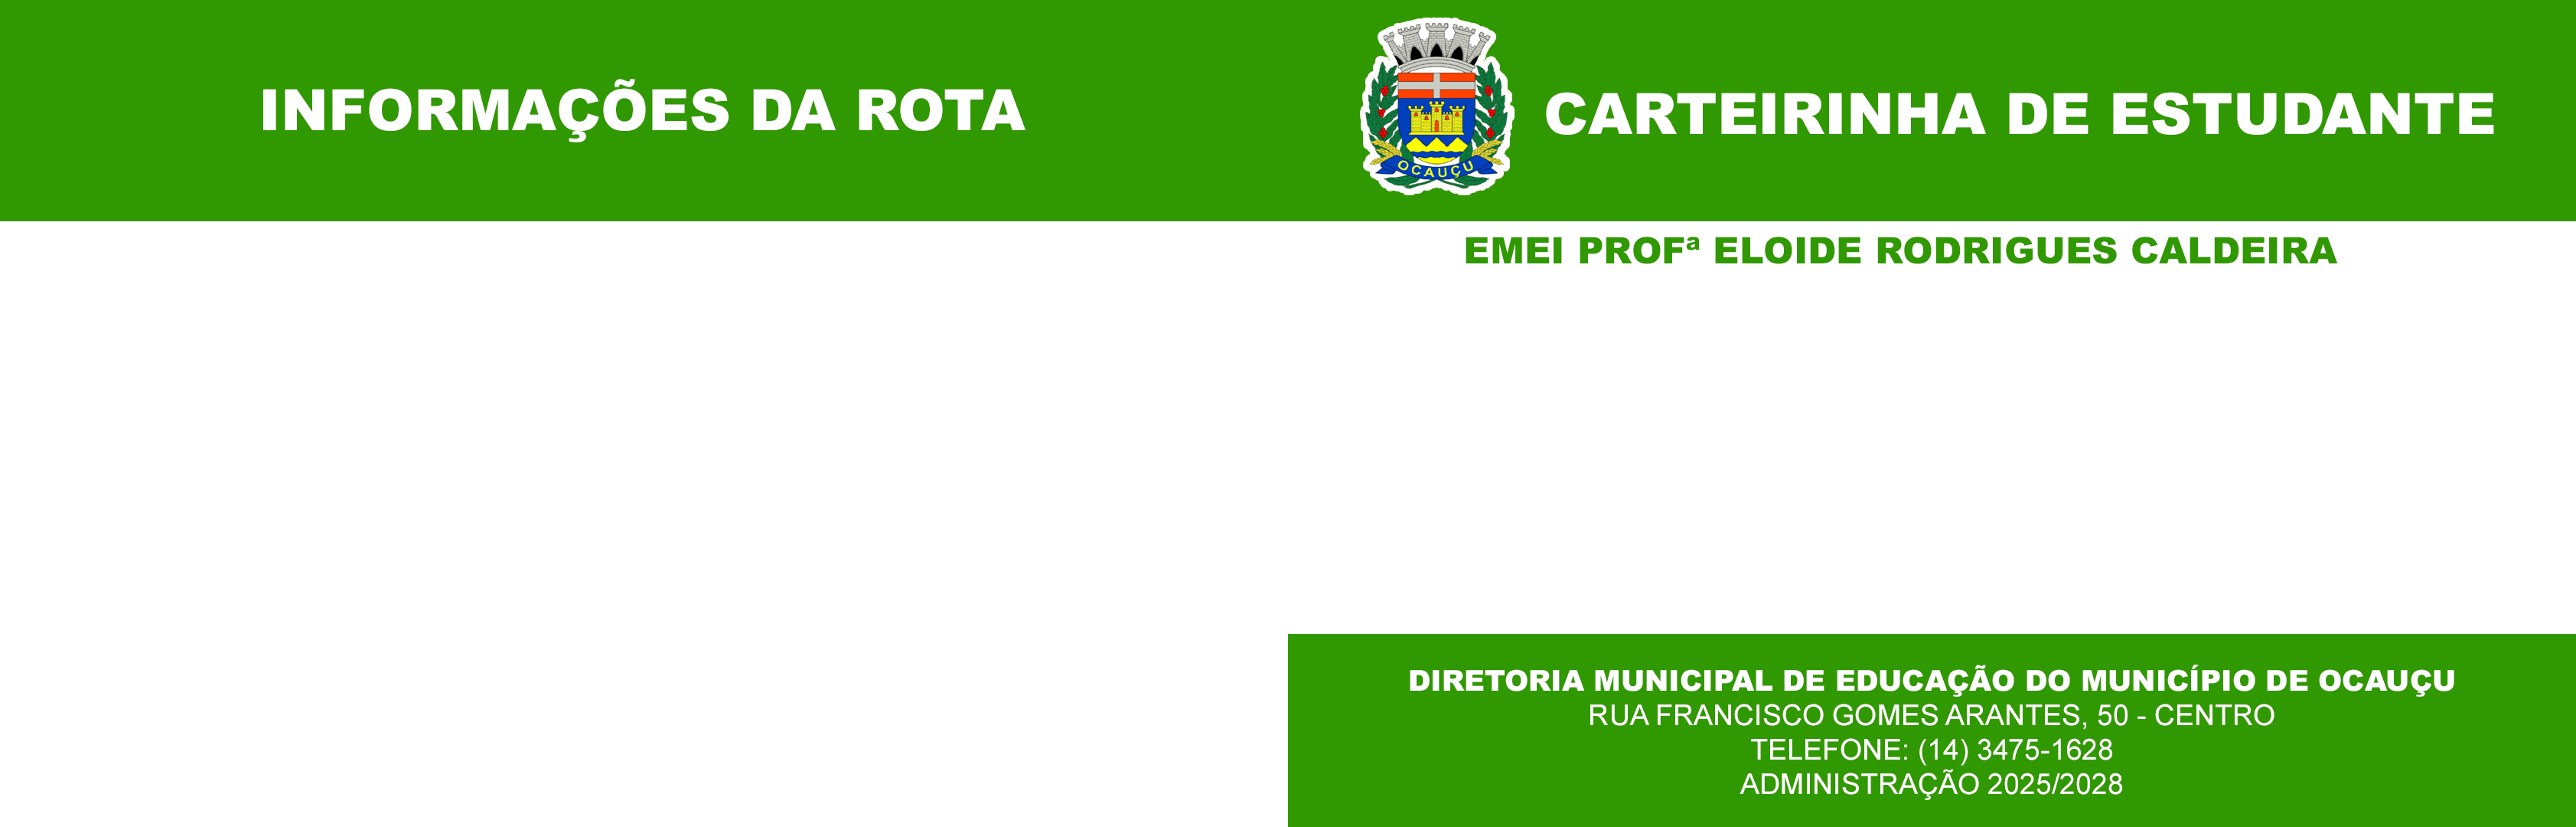 INFORMAÇÕES DA ROTA
OCAUÇU
CARTEIRINHA DE ESTUDANTE
EMEI PROFª ELOIDE RODRIGUES CALDEIRA
DIRETORIA MUNICIPAL DE EDUCAÇÃO DO MUNICÍPIO DE OCAUÇU
RUA FRANCISCO GOMES ARANTES, 50 - CENTRO
TELEFONE: (14) 3475-1628
ADMINISTRAÇÃO 2025/2028